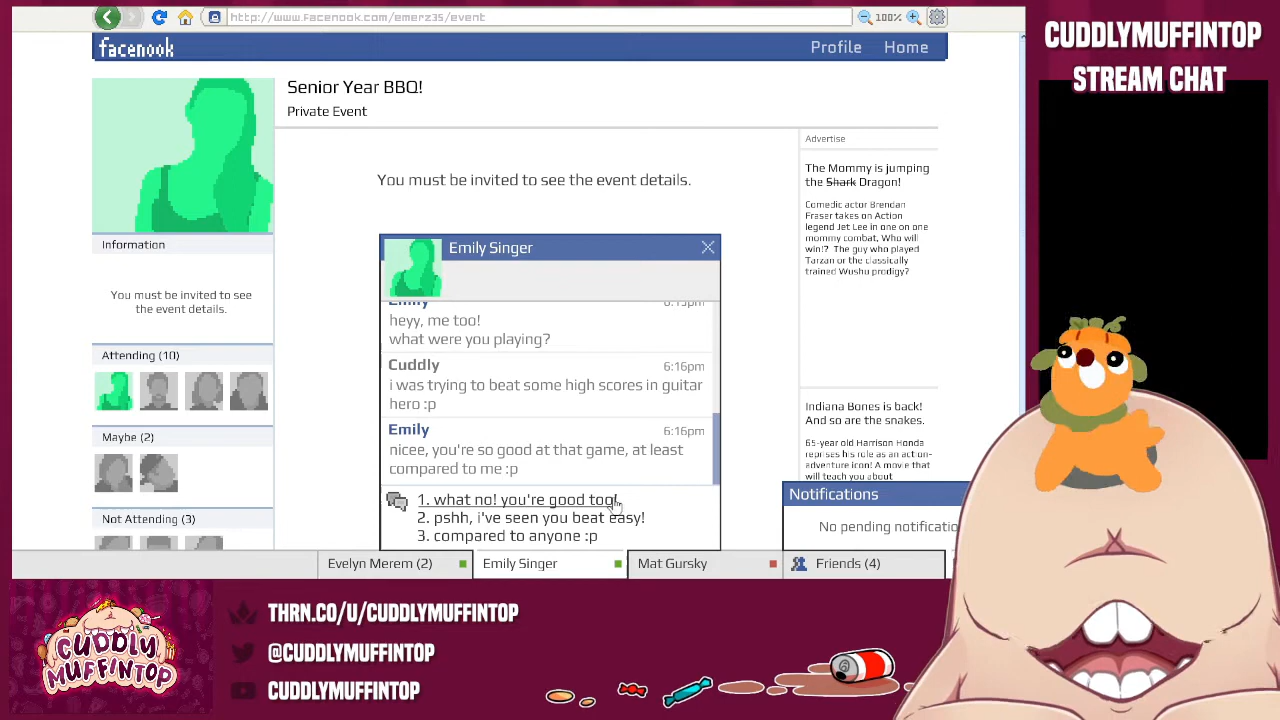 http://www.facenook.com/emerz35/event
100%
facenook
Profile
Home
Senior Year BBQ!
Private Event
You must be invited to see the event details.
Information
You must be invited to see
the event details.
Attending (10)
Maybe (2)
Not Attending (3)
Advertise
The Mommy is jumping
the Shark Dragon!
Comedic actor Brendan
Fraser takes on Action
legend Jet Lee in one on one
mommy combat, Who will
win!? The guy who played
Tarzan or the classically
trained Wushu prodigy?
Indiana Bones is back!
And so are the snakes.
65-year old Harrison Honda
reprises his role as an action-
adventure icon! A movie that
will teach you about
Emily Singer
Emily 6:15pm
heyy, me too!
what were you playing?
Cuddly 6:16pm
i was trying to beat some high scores in guitar
hero :p
Emily 6:16pm
nicee, you're so good at that game, at least
compared to me :p
1. what no! you're good too!
2. pshh, i've seen you beat easy!
3. compared to anyone :p
Notifications
No pending notificatio
Evelyn Merem (2)
Emily Singer
Mat Gursky
Friends (4)
CUDDLYMUFFINTOP
STREAM CHAT
CUDDLY
MUFFINTOP
THRN.CO/U/CUDDLYMUFFINTOP
@CUDDLYMUFFINTOP
CUDDLYMUFFINTOP